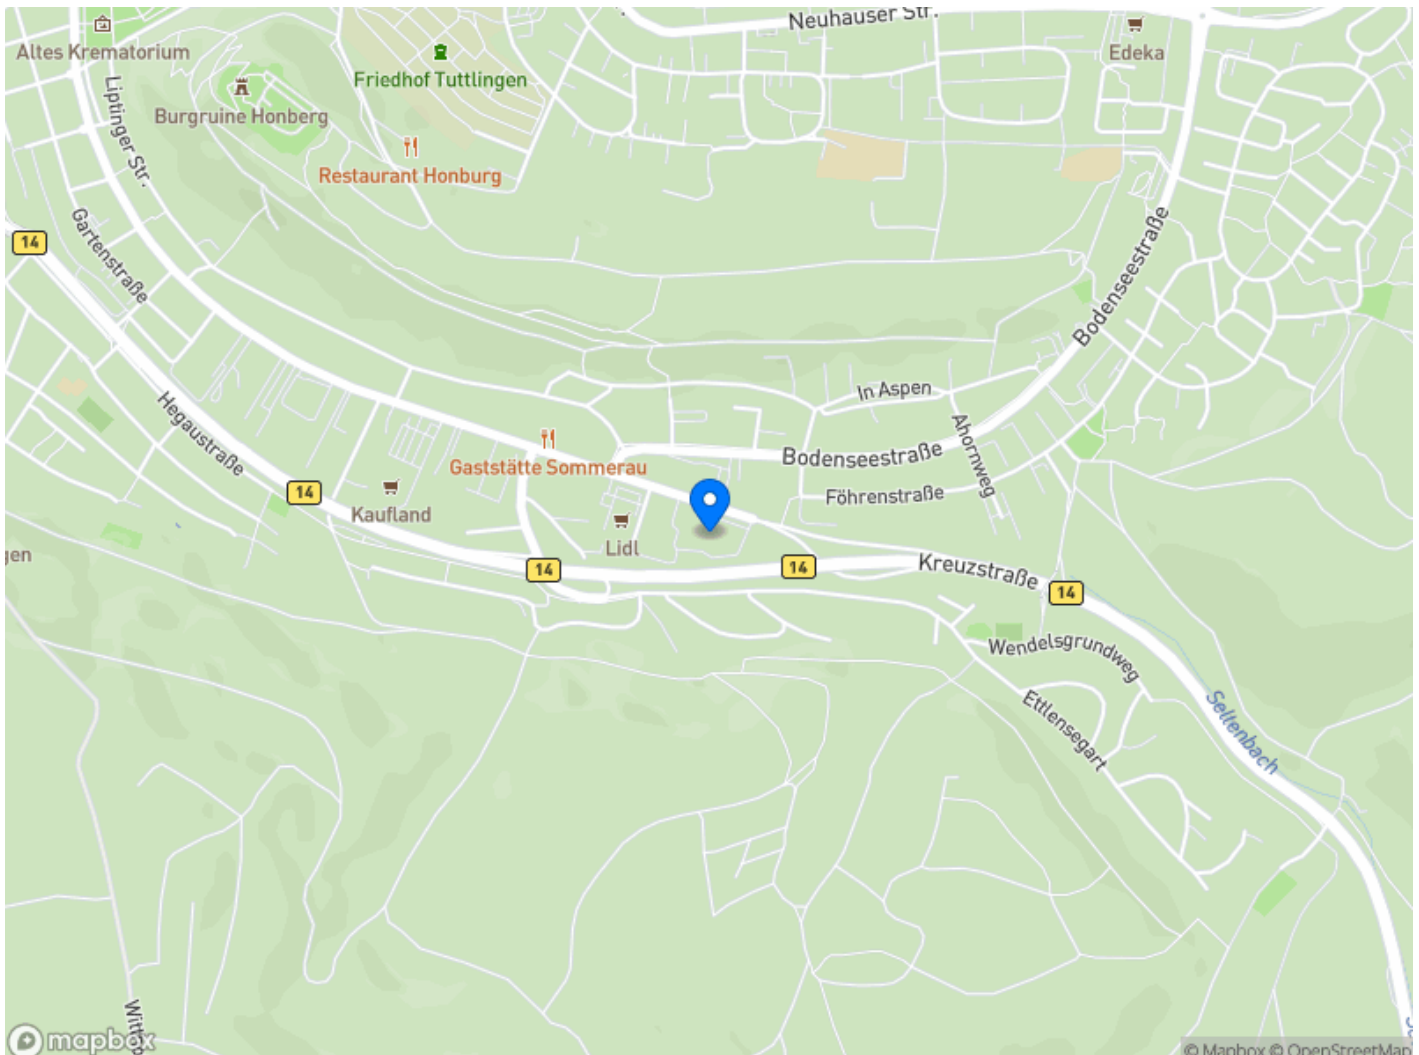 Neuhauser Str.
Edeka
Altes Krematorium
Friedhof Tuttlingen
Burgruine Honberg
Liptinger Str.
Restaurant Honburg
14
Gartenstraße
Bodenseestraße
In Aspen
Hegaustraße
Ahornweg
Gaststätte Sommerau
Bodenseestraße
14
Kaufland
Föhrenstraße
Lidl
14
14
Kreuzstraße
14
Wendelsgrundweg
Ettlensegart
Seltenbach
mapbox
© Mapbox © OpenStreetMap